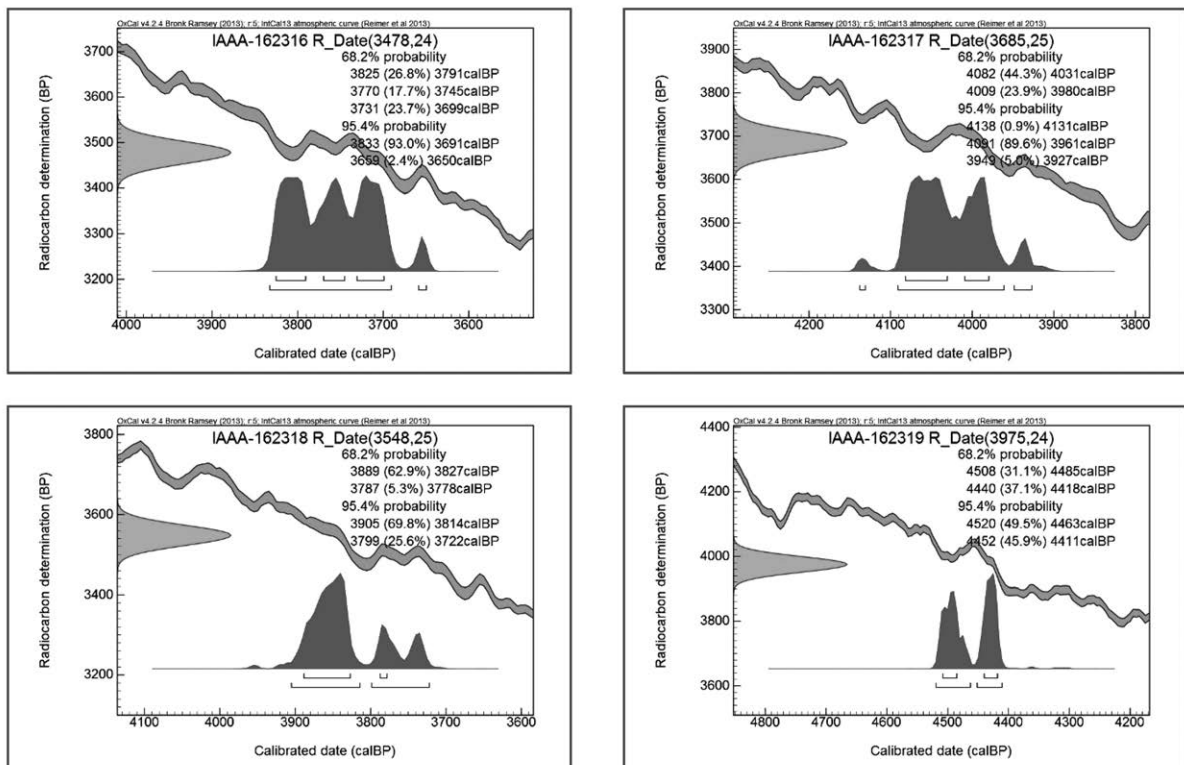 OxCal v4.2.4 Bronk Ramsey (2013); r:5; IntCal13 atmospheric curve (Reimer et al 2013)
IAAA-162316 R_Date(3478,24)
68.2% probability
3825 (26.8%) 3791calBP
3770 (17.7%) 3745calBP
3731 (23.7%) 3699calBP
95.4% probability
3833 (93.0%) 3691calBP
3659 (2.4%) 3650calBP
Radiocarbon determination (BP)
3700
3600
3500
3400
3300
3200
4000 3900 3800 3700 3600
Calibrated date (calBP)
OxCal v4.2.4 Bronk Ramsey (2013); r:5; IntCal13 atmospheric curve (Reimer et al 2013)
IAAA-162317 R_Date(3685,25)
68.2% probability
4082 (44.3%) 4031calBP
4009 (23.9%) 3980calBP
95.4% probability
4138 (0.9%) 4131calBP
4091 (89.6%) 3961calBP
3949 (5.0%) 3927calBP
Radiocarbon determination (BP)
3900
3800
3700
3600
3500
3400
3300
4200 4100 4000 3900 3800
Calibrated date (calBP)
OxCal v4.2.4 Bronk Ramsey (2013); r:5; IntCal13 atmospheric curve (Reimer et al 2013)
IAAA-162318 R_Date(3548,25)
68.2% probability
3889 (62.9%) 3827calBP
3787 (5.3%) 3778calBP
95.4% probability
3905 (69.8%) 3814calBP
3799 (25.6%) 3722calBP
Radiocarbon determination (BP)
3800
3600
3400
3200
4100 4000 3900 3800 3700 3600
Calibrated date (calBP)
OxCal v4.2.4 Bronk Ramsey (2013); r:5; IntCal13 atmospheric curve (Reimer et al 2013)
IAAA-162319 R_Date(3975,24)
68.2% probability
4508 (31.1%) 4485calBP
4440 (37.1%) 4418calBP
95.4% probability
4520 (49.5%) 4463calBP
4452 (45.9%) 4411calBP
Radiocarbon determination (BP)
4400
4200
4000
3800
3600
4800 4700 4600 4500 4400 4300 4200
Calibrated date (calBP)